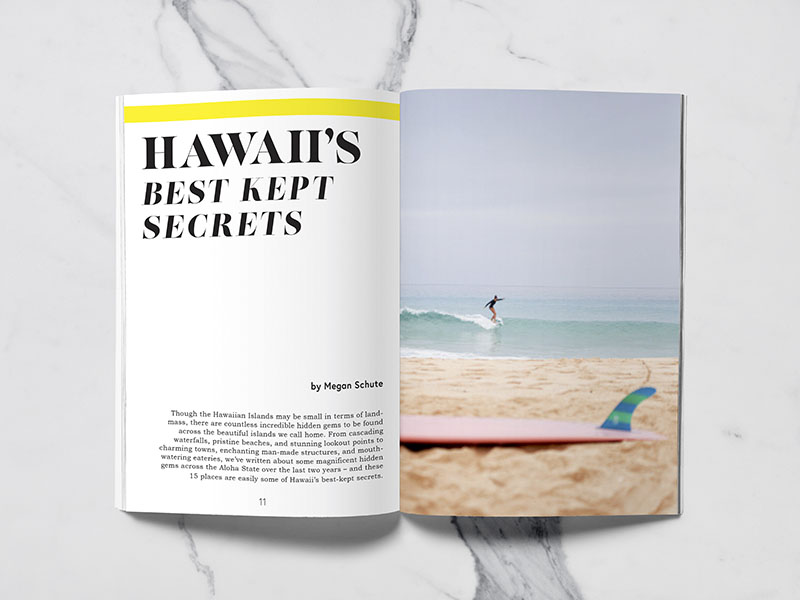 HAWAII'S
BEST KEPT
SECRETS
by Megan Schute
Though the Hawaiian Islands may be small in terms of land-
mass, there are countless incredible hidden gems to be found
across the beautiful islands we call home. From cascading
waterfalls, pristine beaches, and stunning lookout points to
charming towns, enchanting man-made structures, and mouth-
watering eateries, we've written about some magnificent hidden
gems across the Aloha State over the last two years – and these
15 places are easily some of Hawaii's best-kept secrets.
11